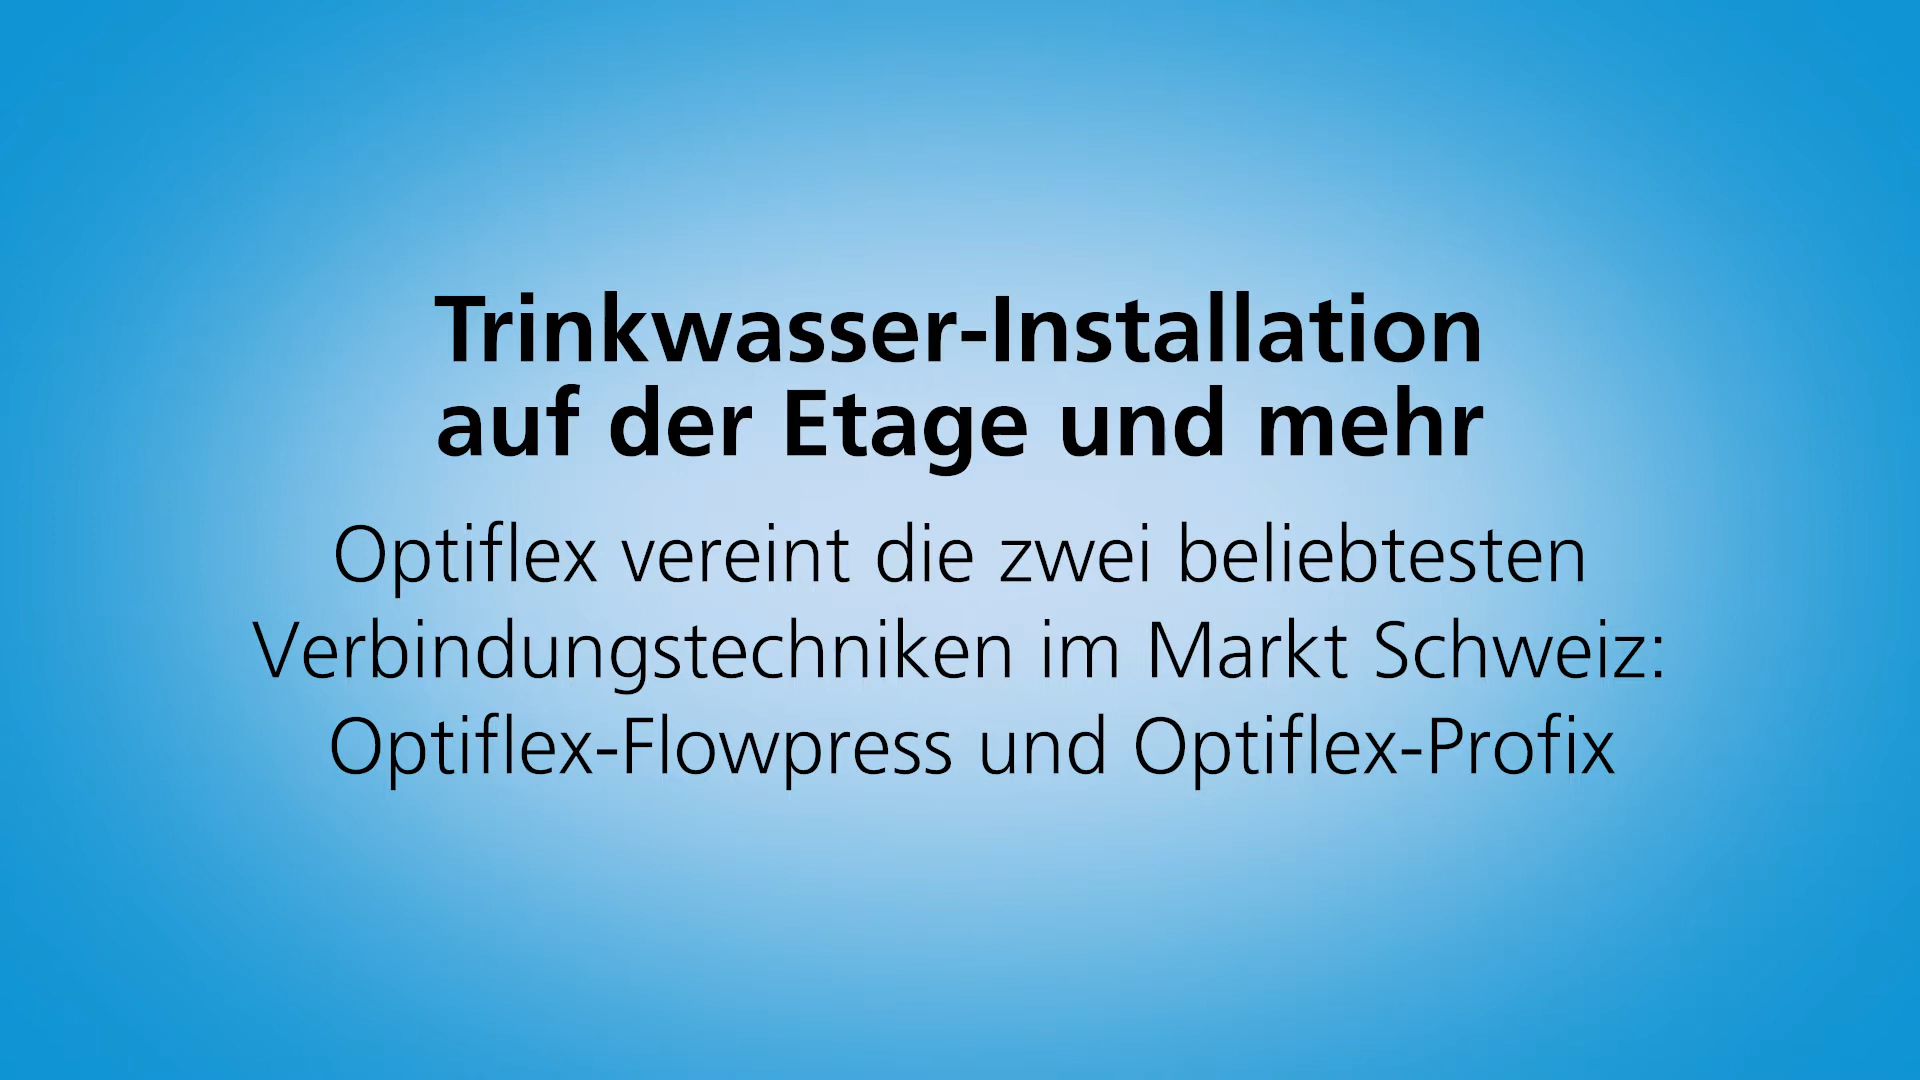 Trinkwasser-Installation
auf der Etage und mehr
Optiflex vereint die zwei beliebtesten
Verbindungstechniken im Markt Schweiz:
Optiflex-Flowpress und Optiflex-Profix